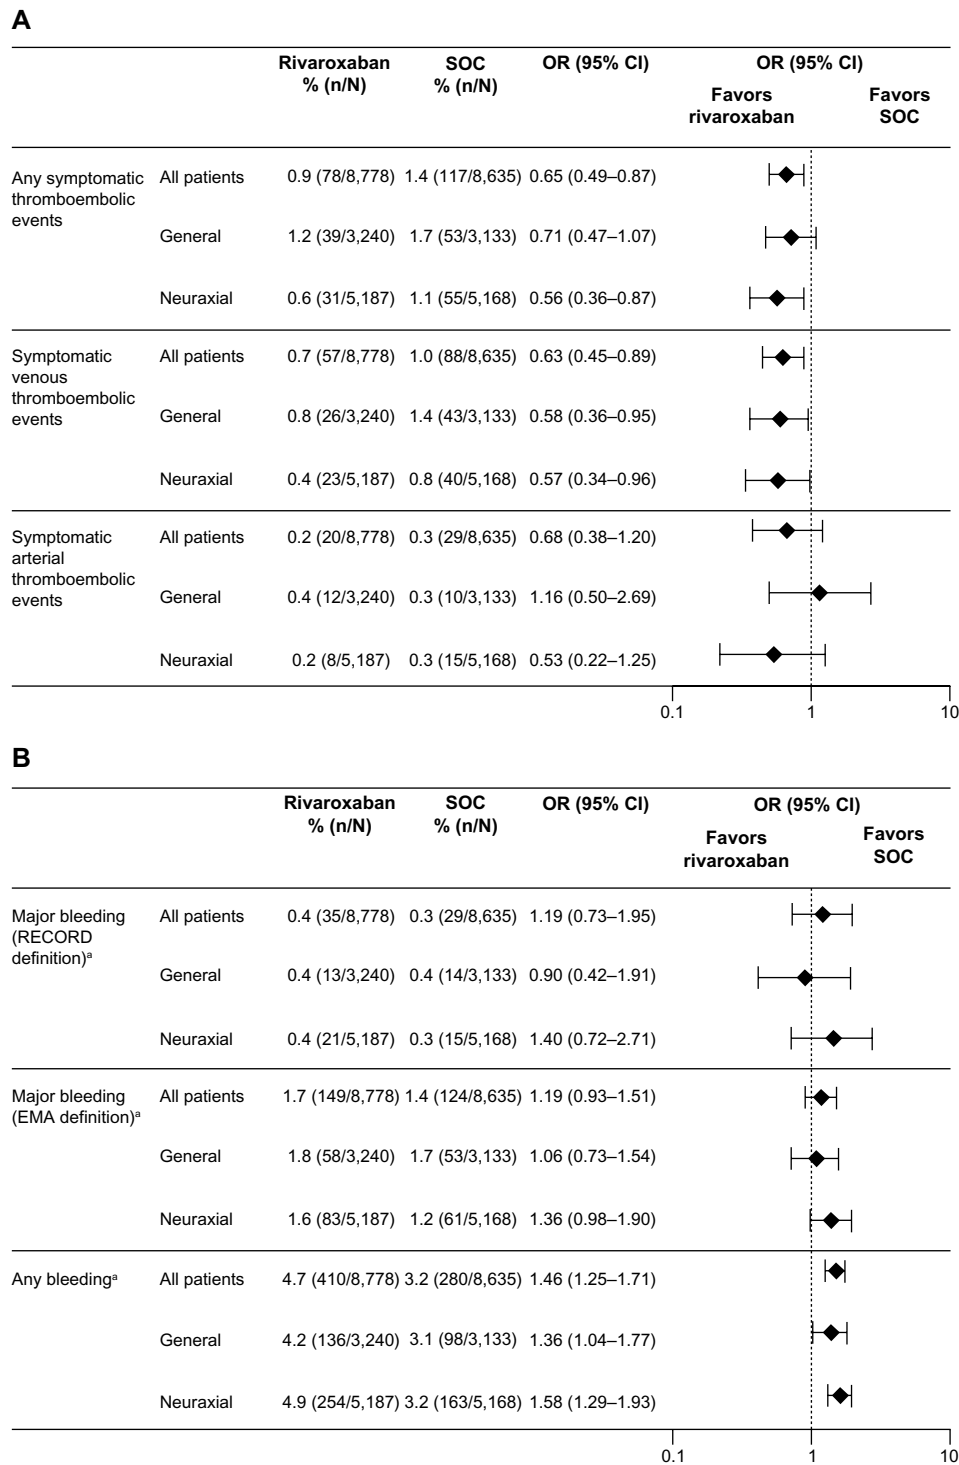 A
Rivaroxaban SOC OR (95% CI) OR (95% CI)
% (n/N) % (n/N)
Favors Favors
rivaroxaban SOC
Any symptomatic All patients 0.9 (78/8,778) 1.4 (117/8,635) 0.65 (0.49–0.87)
thromboembolic
events
General 1.2 (39/3,240) 1.7 (53/3,133) 0.71 (0.47–1.07)
Neuraxial 0.6 (31/5,187) 1.1 (55/5,168) 0.56 (0.36–0.87)
Symptomatic All patients 0.7 (57/8,778) 1.0 (88/8,635) 0.63 (0.45–0.89)
venous
thromboembolic
events General 0.8 (26/3,240) 1.4 (43/3,133) 0.58 (0.36–0.95)
Neuraxial 0.4 (23/5,187) 0.8 (40/5,168) 0.57 (0.34–0.96)
Symptomatic All patients 0.2 (20/8,778) 0.3 (29/8,635) 0.68 (0.38–1.20)
arterial
thromboembolic
events General 0.4 (12/3,240) 0.3 (10/3,133) 1.16 (0.50–2.69)
Neuraxial 0.2 (8/5,187) 0.3 (15/5,168) 0.53 (0.22–1.25)
0.1 1 10
B
Rivaroxaban SOC OR (95% CI) OR (95% CI)
% (n/N) % (n/N)
Favors Favors
rivaroxaban SOC
Major bleeding All patients 0.4 (35/8,778) 0.3 (29/8,635) 1.19 (0.73–1.95)
(RECORD
definition)ᵃ
General 0.4 (13/3,240) 0.4 (14/3,133) 0.90 (0.42–1.91)
Neuraxial 0.4 (21/5,187) 0.3 (15/5,168) 1.40 (0.72–2.71)
Major bleeding All patients 1.7 (149/8,778) 1.4 (124/8,635) 1.19 (0.93–1.51)
(EMA definition)ᵃ
General 1.8 (58/3,240) 1.7 (53/3,133) 1.06 (0.73–1.54)
Neuraxial 1.6 (83/5,187) 1.2 (61/5,168) 1.36 (0.98–1.90)
Any bleedingᵃ All patients 4.7 (410/8,778) 3.2 (280/8,635) 1.46 (1.25–1.71)
General 4.2 (136/3,240) 3.1 (98/3,133) 1.36 (1.04–1.77)
Neuraxial 4.9 (254/5,187) 3.2 (163/5,168) 1.58 (1.29–1.93)
0.1 1 10